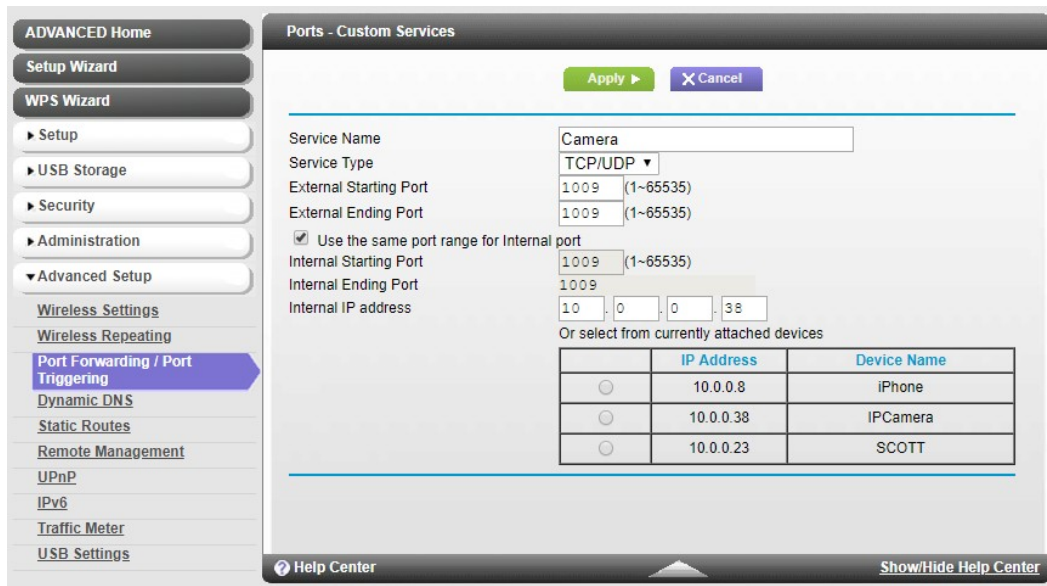 ADVANCED Home
Setup Wizard
WPS Wizard
Setup
USB Storage
Security
Administration
Advanced Setup
Wireless Settings
Wireless Repeating
Port Forwarding / Port
Triggering
Dynamic DNS
Static Routes
Remote Management
UPnP
IPv6
Traffic Meter
USB Settings
Ports - Custom Services
Apply X Cancel
Service Name Camera
Service Type TCP/UDP
External Starting Port 1009 (1~65535)
External Ending Port 1009 (1~65535)
Use the same port range for Internal port
Internal Starting Port 1009 (1~65535)
Internal Ending Port 1009
Internal IP address 10 . 0 . 0 . 38
Or select from currently attached devices
IP Address Device Name
10.0.0.8 iPhone
10.0.0.38 IPCamera
10.0.0.23 SCOTT
? Help Center Show/Hide Help Center